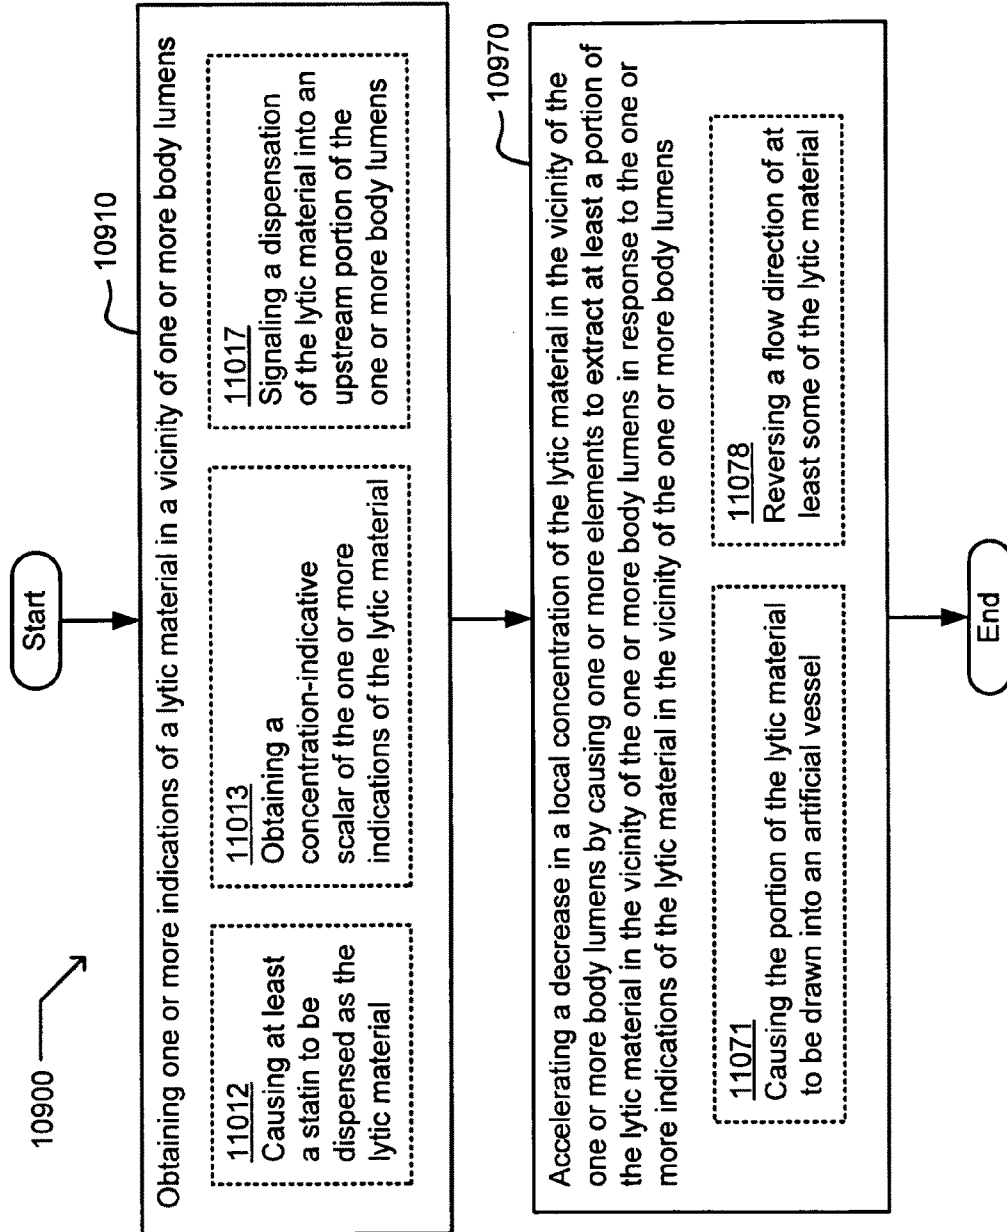 10900
Start
10910
Obtaining one or more indications of a lytic material in a vicinity of one or more body lumens
11012
Causing at least
a statin to be
dispensed as the
lytic material
11013
Obtaining a
concentration-indicative
scalar of the one or more
indications of the lytic material
11017
Signaling a dispensation
of the lytic material into an
upstream portion of the
one or more body lumens
10970
Accelerating a decrease in a local concentration of the lytic material in the vicinity of the
one or more body lumens by causing one or more elements to extract at least a portion of
the lytic material in the vicinity of the one or more body lumens in response to the one or
more indications of the lytic material in the vicinity of the one or more body lumens
11071
Causing the portion of the lytic material
to be drawn into an artificial vessel
11078
Reversing a flow direction of at
least some of the lytic material
End